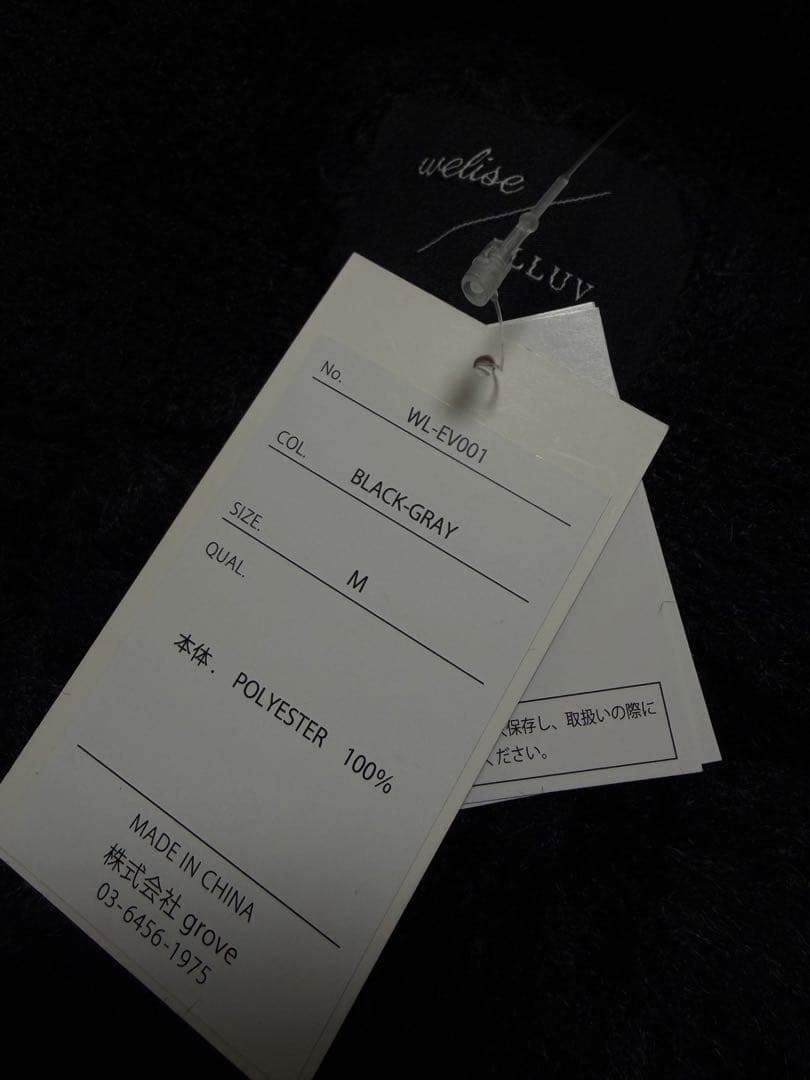 welise
No.
WL-EV001
COL.
BLACK-GRAY
SIZE.
M
QUAL.
本体. POLYESTER 100%
MADE IN CHINA
株式会社 grove
03-6456-1975
保存し、取扱いの際に
ください。